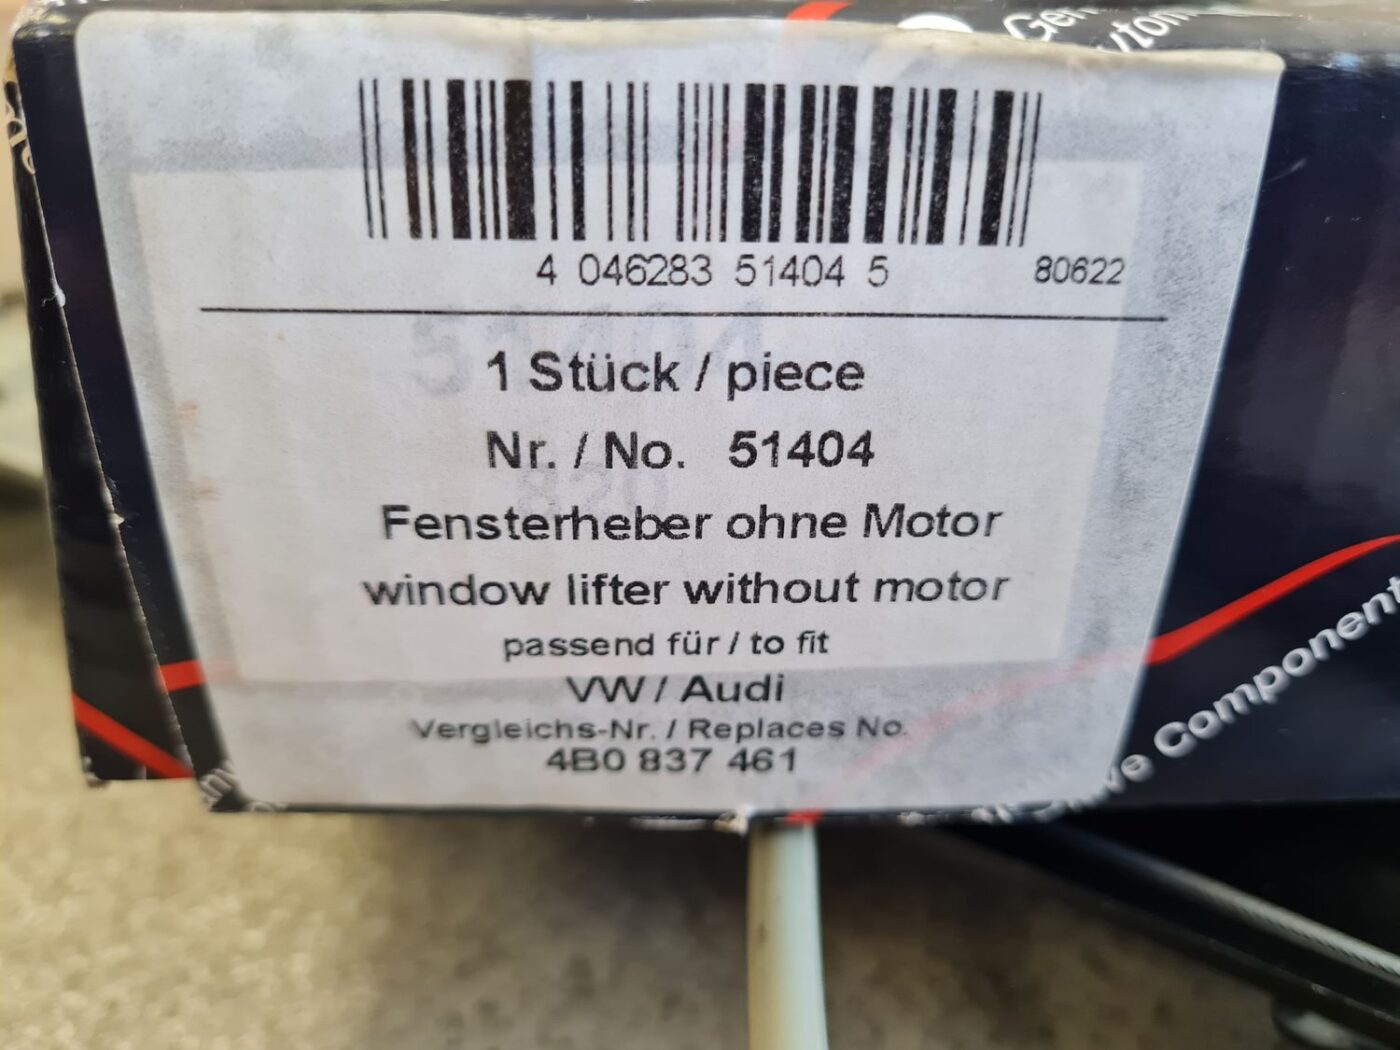 4 046283 51404 5 80622
1 Stück / piece
Nr. / No. 51404
Fensterheber ohne Motor
window lifter without motor
passend für / to fit
VW / Audi
Vergleichs-Nr. / Replaces No.
4B0 837 461
Component